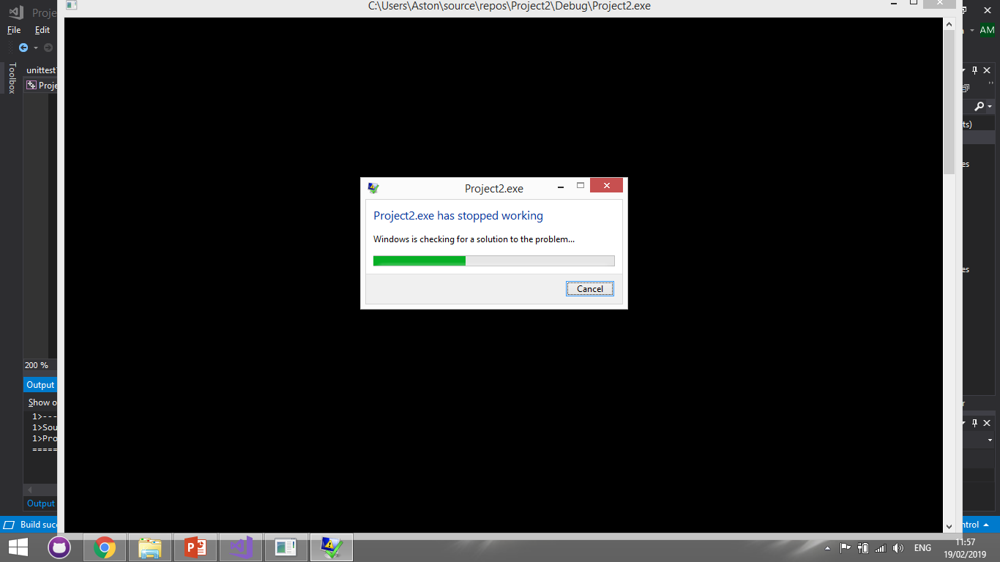 C:\Users\Aston\source\repos\Project2\Debug\Project2.exe
Proje
File Edit
AM
Toolbox
unittest
Proje
ts)
es
Project2.exe
Project2.exe has stopped working
Windows is checking for a solution to the problem...
Cancel
es
200 %
Output
Show o
r
1>---
1>Sou
1>Pro
=====
Output
Build succ
ntrol
ENG
11:57
19/02/2019